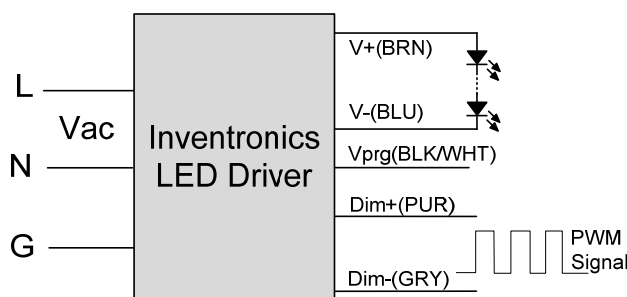 L
Vac
N
G
Inventronics
LED Driver
V+(BRN)
V-(BLU)
Vprg(BLK/WHT)
Dim+(PUR)
Dim-(GRY)
PWM
Signal